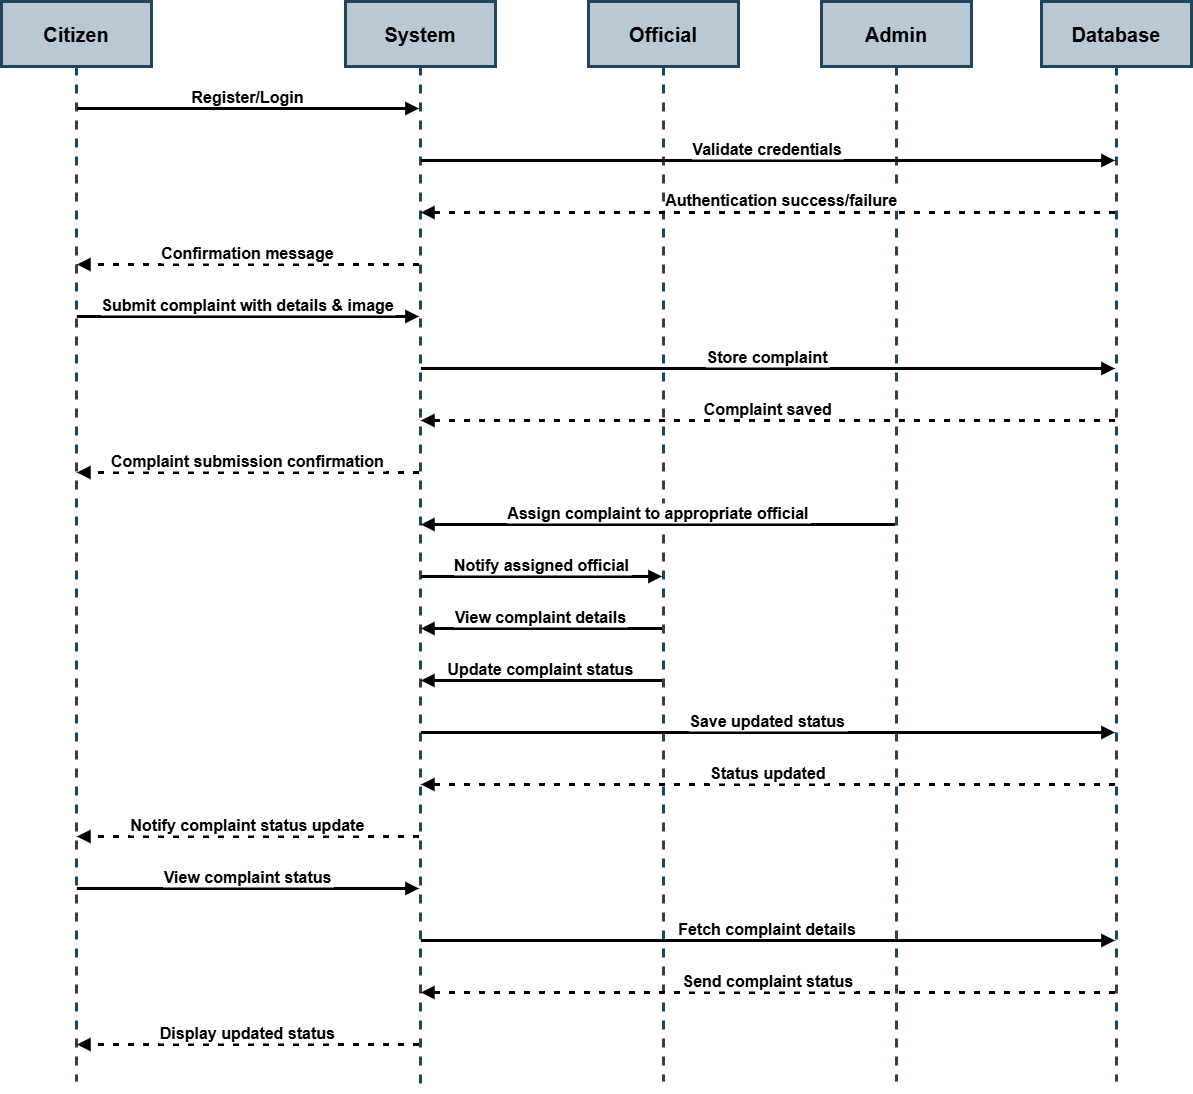 Citizen
System
Official
Admin
Database
Register/Login
Validate credentials
Authentication success/failure
Confirmation message
Submit complaint with details & image
Store complaint
Complaint saved
Complaint submission confirmation
Assign complaint to appropriate official
Notify assigned official
View complaint details
Update complaint status
Save updated status
Status updated
Notify complaint status update
View complaint status
Fetch complaint details
Send complaint status
Display updated status